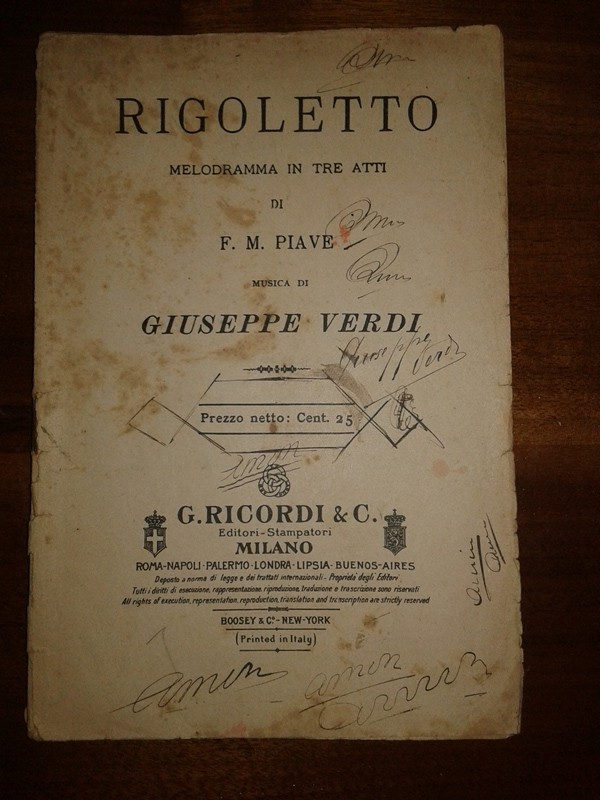 RIGOLETTO
MELODRAMMA IN TRE ATTI
DI
F. M. PIAVE
MUSICA DI
GIUSEPPE VERDI
Giuseppe Verdi
Prezzo netto: Cent. 25
G. RICORDI & C.
Editori - Stampatori
MILANO
ROMA - NAPOLI - PALERMO - LONDRA - LIPSIA - BUENOS-AIRES
Deposto a norma di legge e dei trattati internazionali. - Proprietà degli Editori.
Tutti i diritti di esecuzione, rappresentazione, riproduzione, traduzione e trascrizione sono riservati
All rights of execution, representation, reproduction, translation and transcription are strictly reserved
BOOSEY & Co. - NEW-YORK
(Printed in Italy)